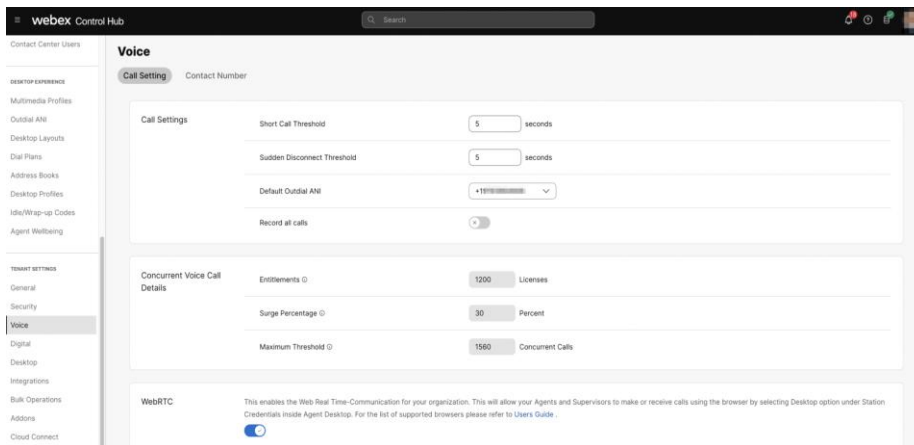 webex Control Hub
Search
Contact Center Users
DESKTOP EXPERIENCE
Multimedia Profiles
Outdial ANI
Desktop Layouts
Dial Plans
Address Books
Desktop Profiles
Idle/Wrap-up Codes
Agent Wellbeing
TENANT SETTINGS
General
Security
Voice
Digital
Desktop
Integrations
Bulk Operations
Addons
Cloud Connect
Voice
Call Setting Contact Number
Call Settings
Short Call Threshold 5 seconds
Sudden Disconnect Threshold 5 seconds
Default Outdial ANI
Record all calls
Concurrent Voice Call
Details
Entitlements 1200 Licenses
Surge Percentage 30 Percent
Maximum Threshold 1560 Concurrent Calls
WebRTC
This enables the Web Real Time-Communication for your organization. This will allow your Agents and Supervisors to make or receive calls using the browser by selecting Desktop option under Station
Credentials inside Agent Desktop. For the list of supported browsers please refer to Users Guide .